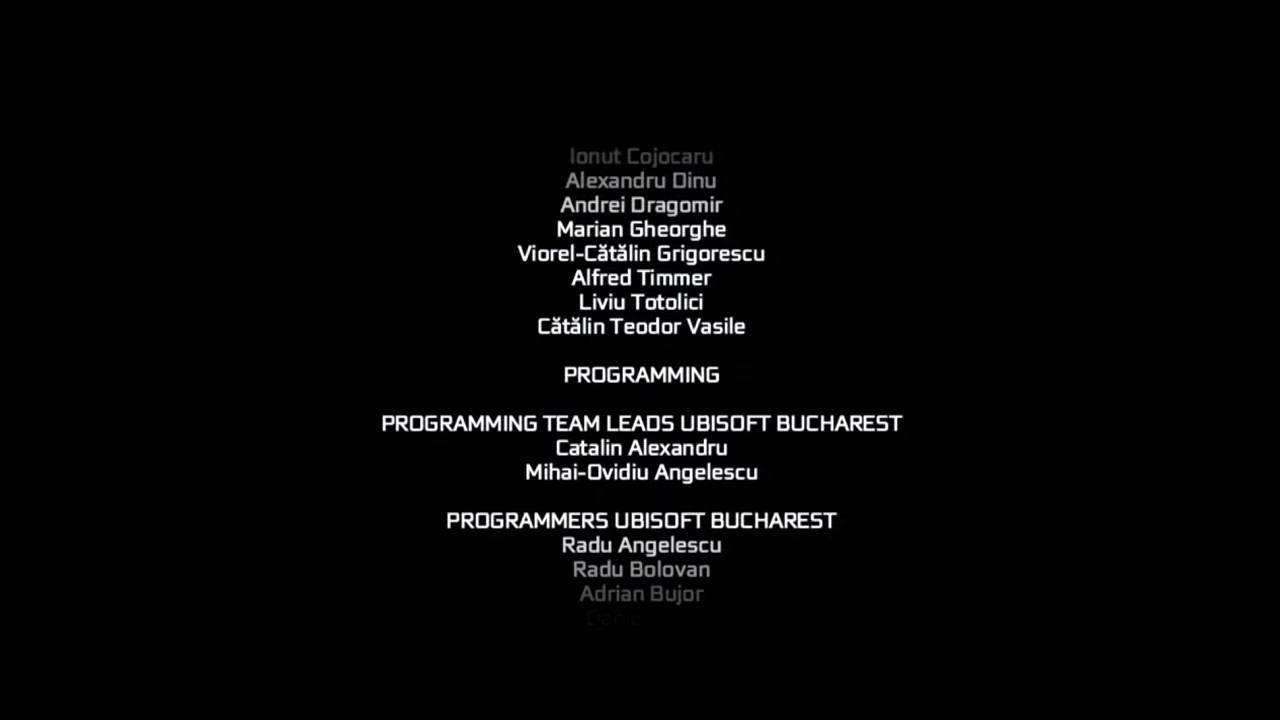 Ionut Cojocaru
Alexandru Dinu
Andrei Dragomir
Marian Gheorghe
Viorel-Cătălin Grigorescu
Alfred Timmer
Liviu Totolici
Cătălin Teodor Vasile
PROGRAMMING
PROGRAMMING TEAM LEADS UBISOFT BUCHAREST
Catalin Alexandru
Mihai-Ovidiu Angelescu
PROGRAMMERS UBISOFT BUCHAREST
Radu Angelescu
Radu Bolovan
Adrian Bujor